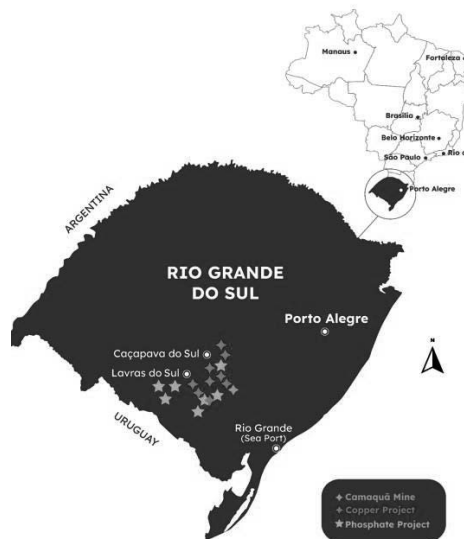 Manaus
Fortaleza
Brasília
Belo Horizonte
São Paulo
Rio d
Porto Alegre
ARGENTINA
RIO GRANDE
DO SUL
Porto Alegre
Caçapava do Sul
Lavras do Sul
N
URUGUAY
Rio Grande
(Sea Port)
Camaquã Mine
Copper Project
Phosphate Project